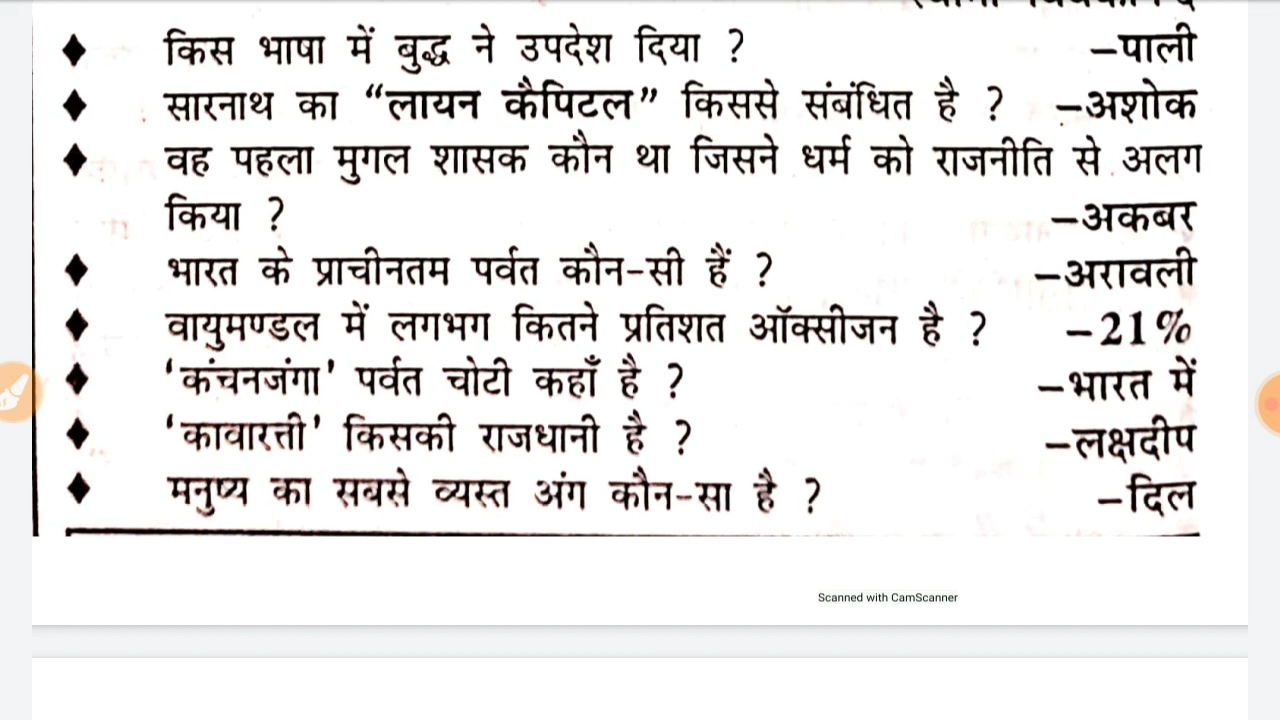 ♦ किस भाषा में बुद्ध ने उपदेश दिया ? –पाली
♦ सारनाथ का “लायन कैपिटल” किससे संबंधित है ? –अशोक
♦ वह पहला मुगल शासक कौन था जिसने धर्म को राजनीति से अलग
किया ? –अकबर
♦ भारत के प्राचीनतम पर्वत कौन-सी हैं ? –अरावली
♦ वायुमण्डल में लगभग कितने प्रतिशत ऑक्सीजन है ? –21%
♦ ‘कंचनजंगा’ पर्वत चोटी कहाँ है ? –भारत में
♦ ‘कावारत्ती’ किसकी राजधानी है ? –लक्षदीप
♦ मनुष्य का सबसे व्यस्त अंग कौन-सा है ? –दिल
Scanned with CamScanner